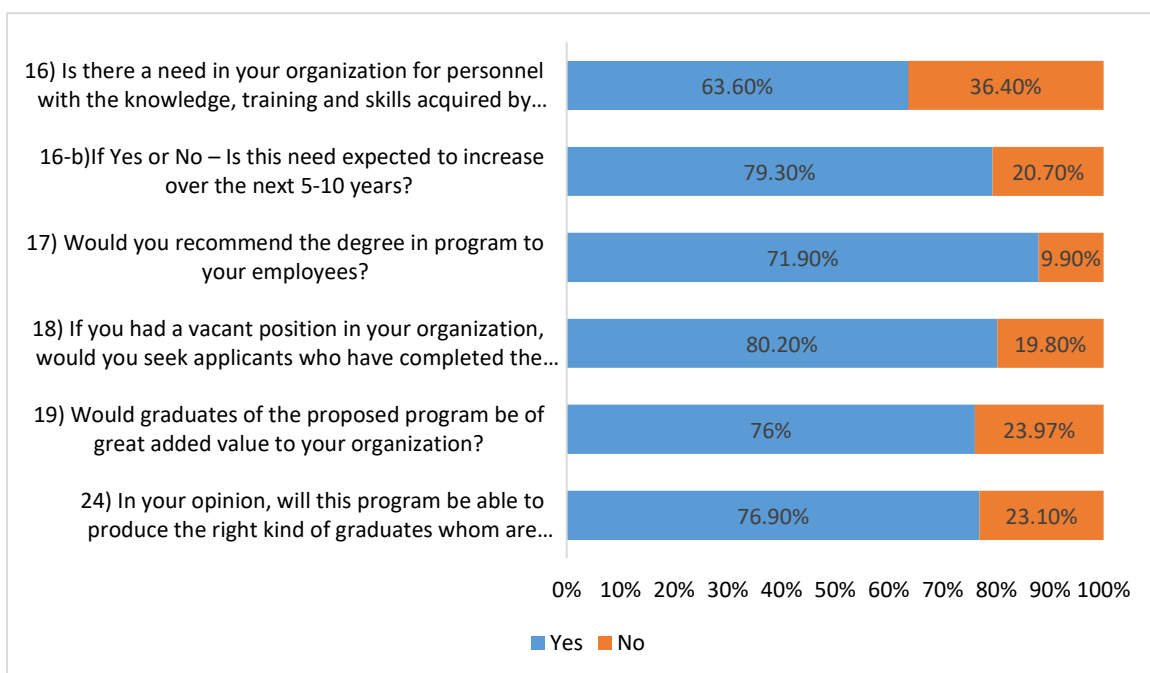 16) Is there a need in your organization for personnel
with the knowledge, training and skills acquired by...
63.60%
36.40%
16-b)If Yes or No – Is this need expected to increase
over the next 5-10 years?
79.30%
20.70%
17) Would you recommend the degree in program to
your employees?
71.90%
9.90%
18) If you had a vacant position in your organization,
would you seek applicants who have completed the...
80.20%
19.80%
19) Would graduates of the proposed program be of
great added value to your organization?
76%
23.97%
24) In your opinion, will this program be able to
produce the right kind of graduates whom are...
76.90%
23.10%
0% 10% 20% 30% 40% 50% 60% 70% 80% 90% 100%
Yes No